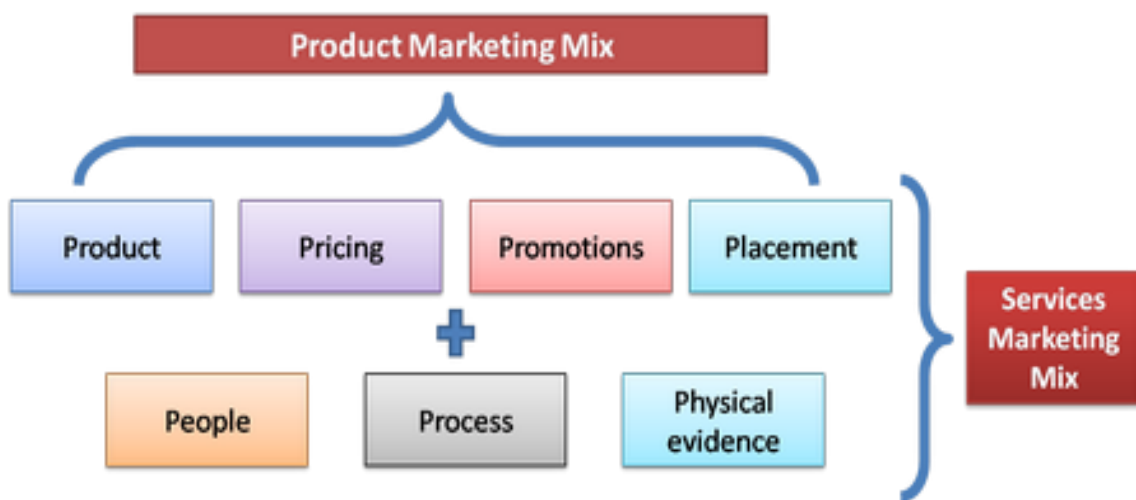 Product Marketing Mix
Product
Pricing
Promotions
Placement
Services
Marketing
Mix
People
Process
Physical
evidence